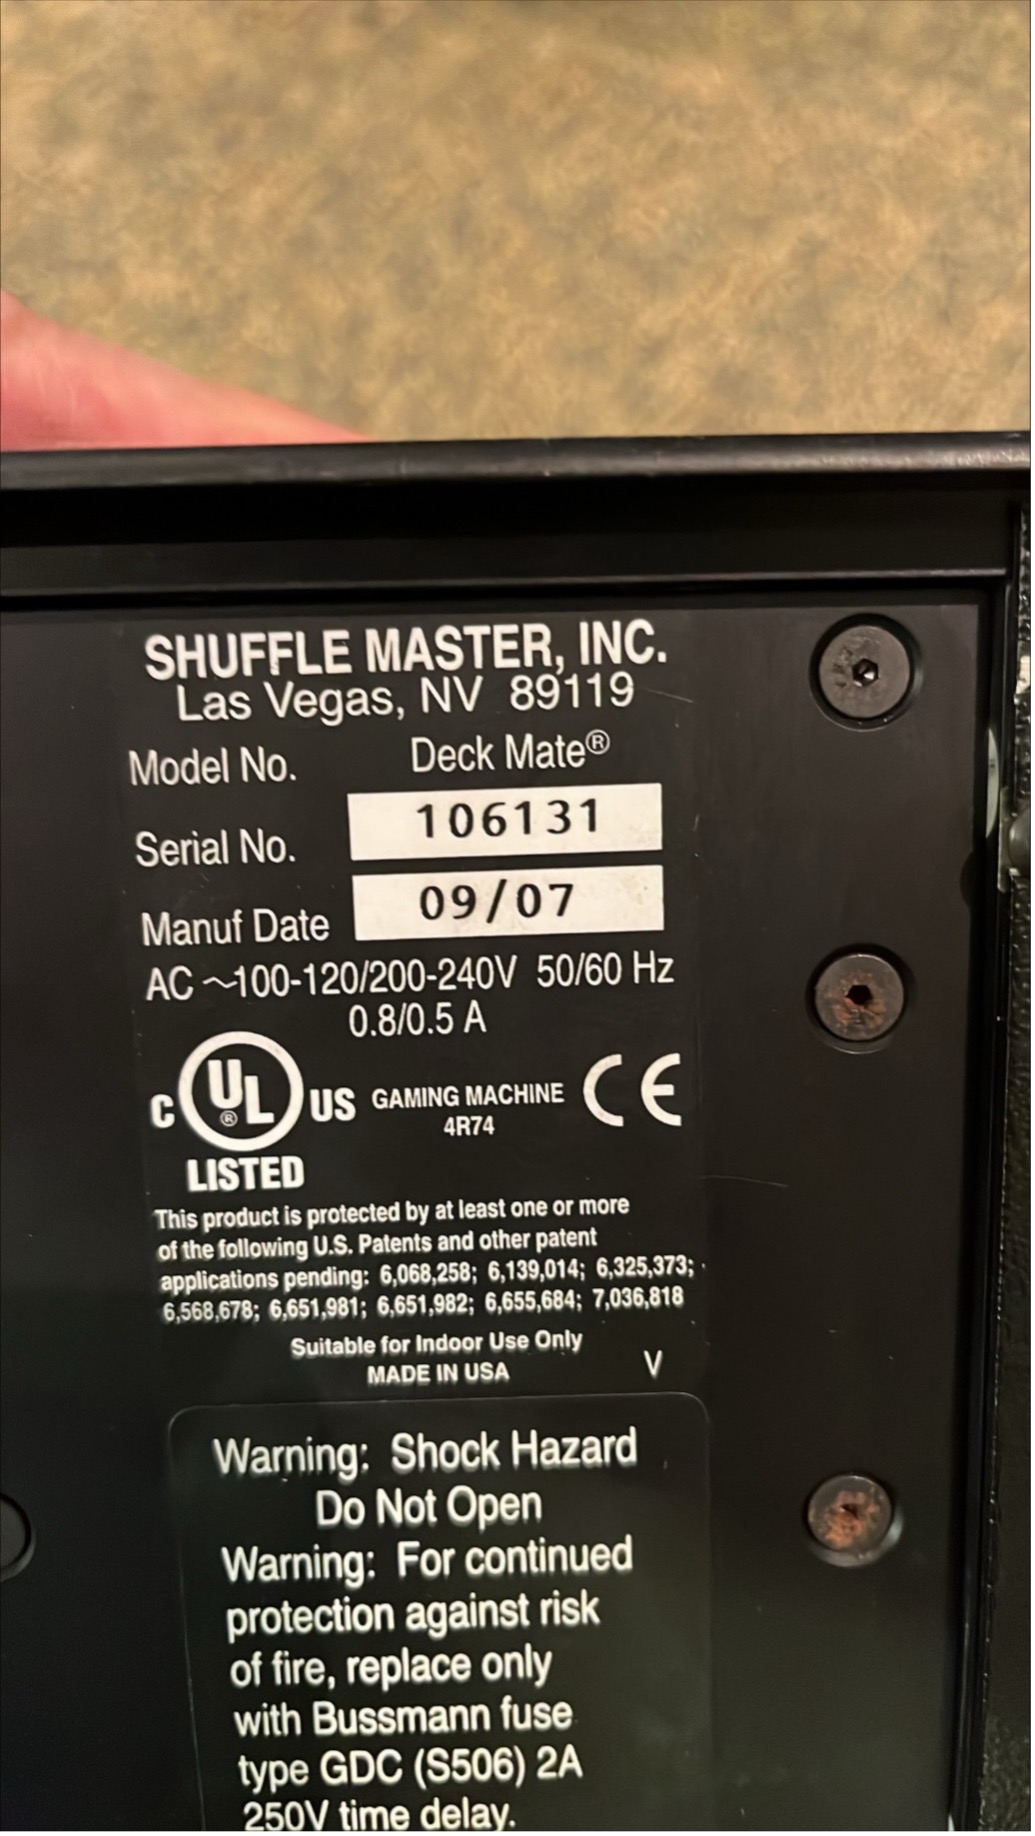 SHUFFLE MASTER, INC.
Las Vegas, NV 89119
Model No. Deck Mate®
Serial No. 106131
Manuf Date 09/07
AC ~100-120/200-240V 50/60 Hz
0.8/0.5 A
C UL® US GAMING MACHINE CE
4R74
LISTED
This product is protected by at least one or more
of the following U.S. Patents and other patent
applications pending: 6,068,258; 6,139,014; 6,325,373;
6,568,678; 6,651,981; 6,651,982; 6,655,684; 7,036,818
Suitable for Indoor Use Only
MADE IN USA V
Warning: Shock Hazard
Do Not Open
Warning: For continued
protection against risk
of fire, replace only
with Bussmann fuse
type GDC (S506) 2A
250V time delay.